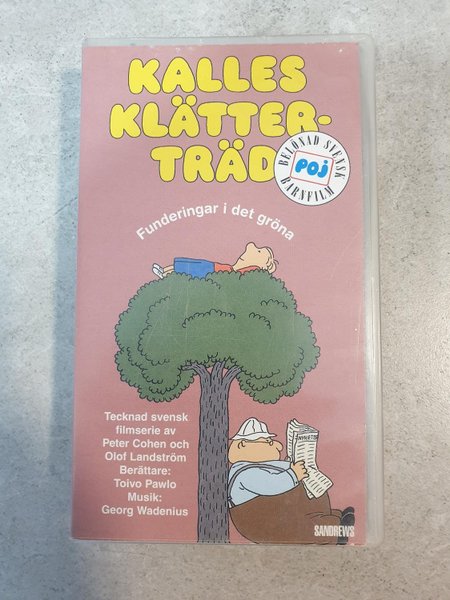 KALLES
KLÄTTER-
TRÄD
BELÖNAD SVENSK
POJ
BARNFILM
Funderingar i det gröna
Tecknad svensk
filmserie av
Peter Cohen och
Olof Landström
Berättare:
Toivo Pawlo
Musik:
Georg Wadenius
NYHETER
SANDREWS